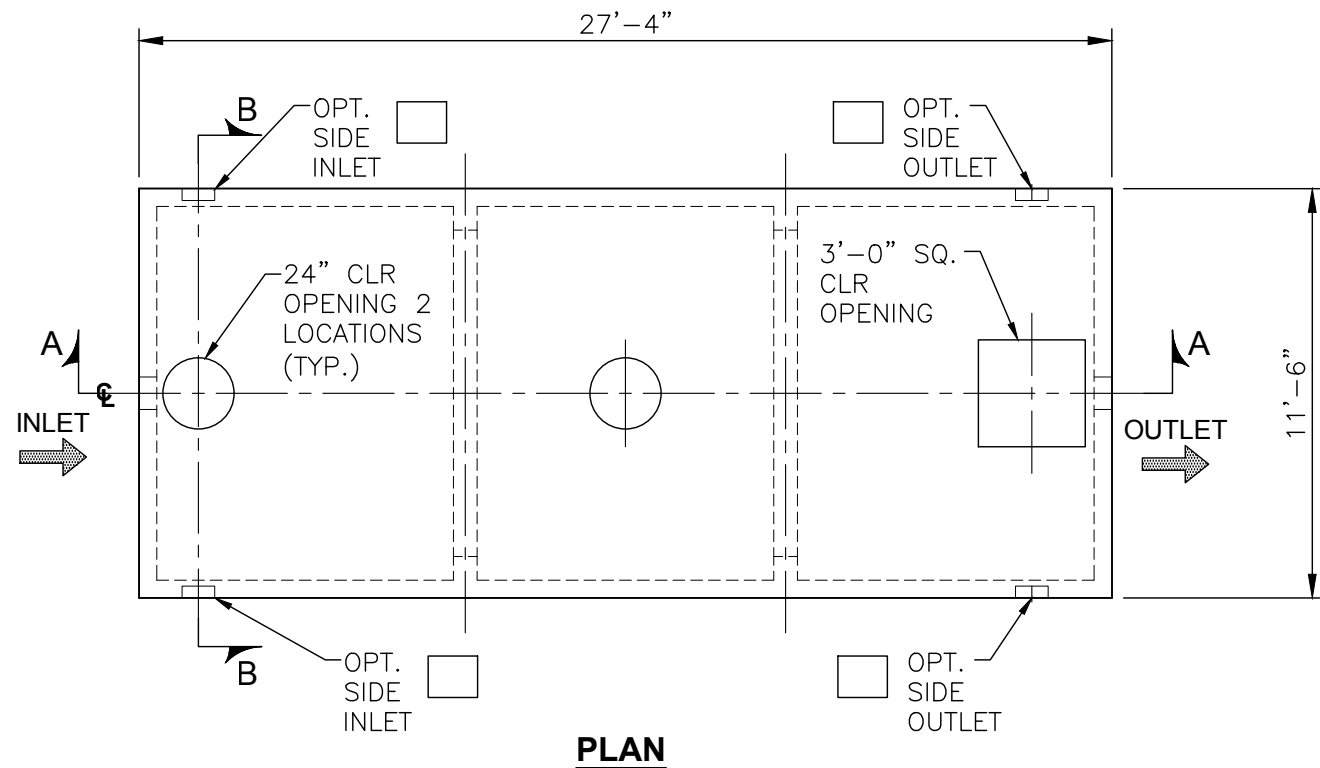 27’-4”
B
OPT.
SIDE
INLET
OPT.
SIDE
OUTLET
24” CLR
OPENING 2
LOCATIONS
(TYP.)
3’-0” SQ.
CLR
OPENING
A
A
℄
INLET
OUTLET
11’-6”
B
OPT.
SIDE
INLET
OPT.
SIDE
OUTLET
PLAN